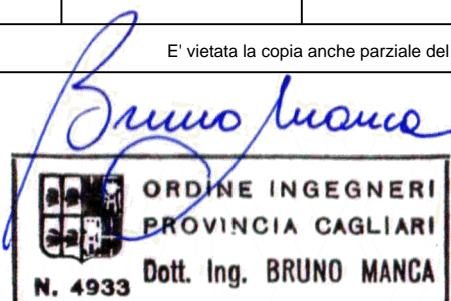 E' vietata la copia anche parziale del
Bruno Manca
ORDINE INGEGNERI
PROVINCIA CAGLIARI
N. 4933 Dott. Ing. BRUNO MANCA